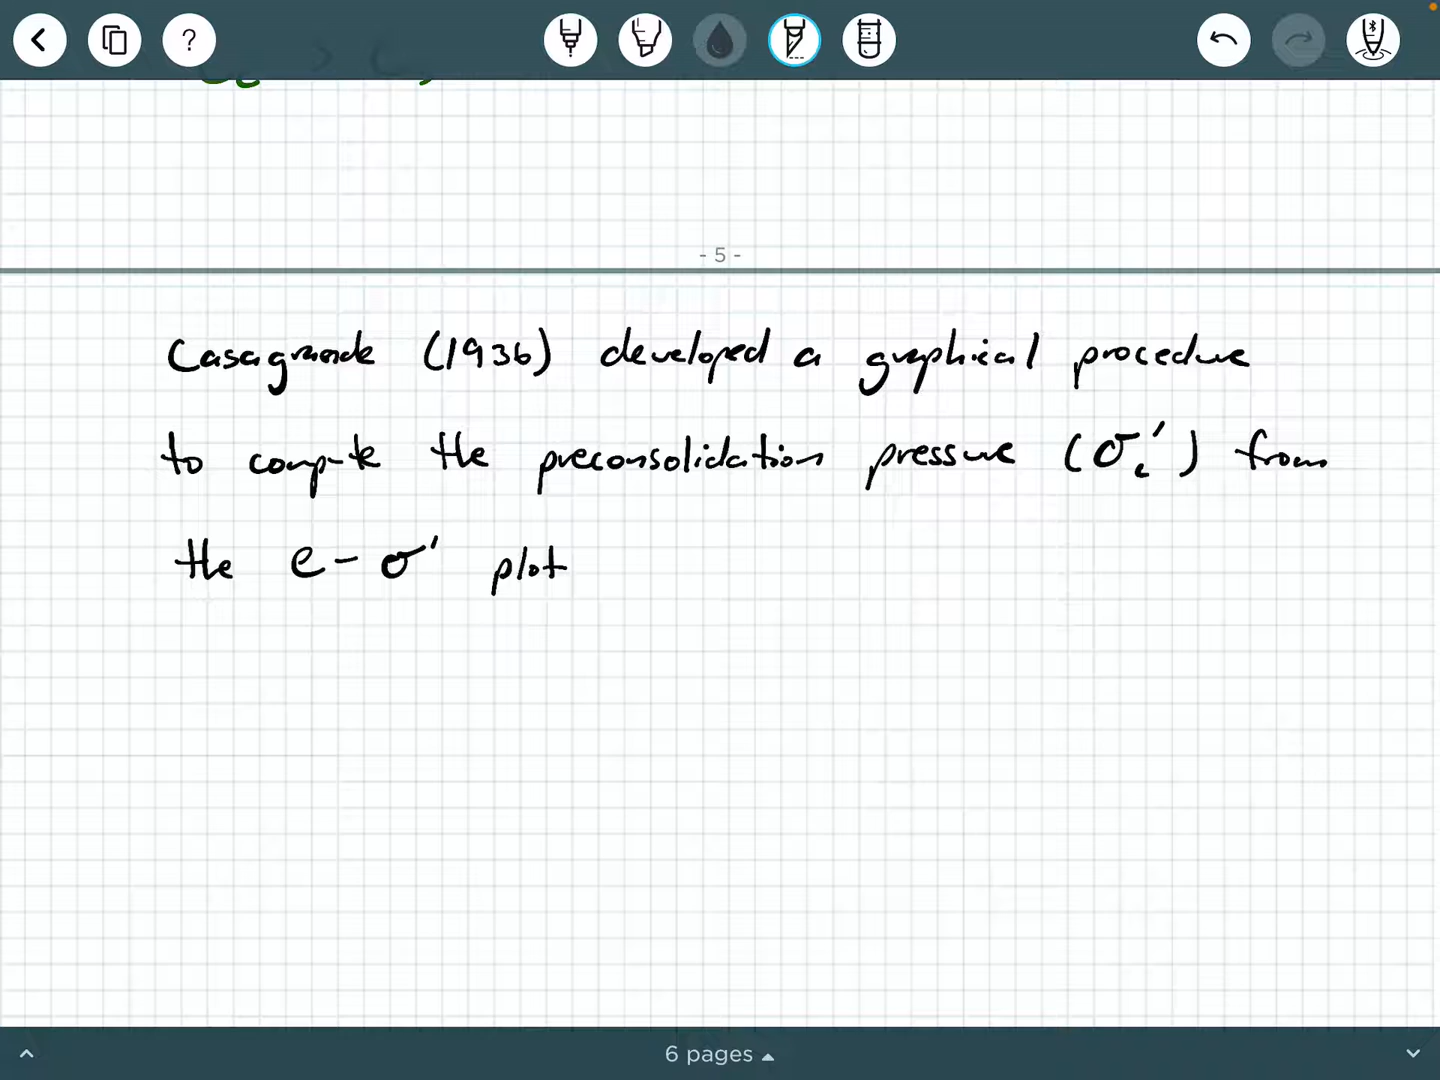 ?
- 5 -
Casagrande (1936) developed a graphical procedure
to compute the preconsolidation pressure (σc') from
the e - σ' plot
6 pages